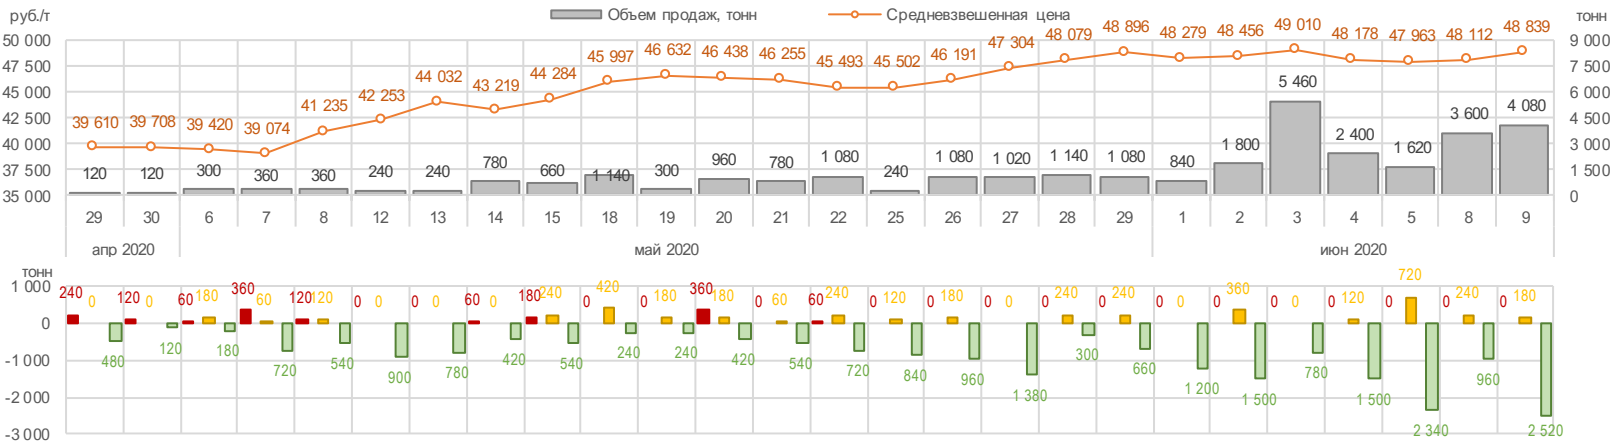 руб./т
Объем продаж, тонн
Средневзвешенная цена
тонн
50 000
47 500
45 000
42 500
40 000
37 500
35 000
9 000
7 500
6 000
4 500
3 000
1 500
0
39 610 39 708 39 420 39 074 41 235 42 253 44 032 43 219 44 284 45 997 46 632 46 438 46 255 45 493 45 502 46 191 47 304 48 079 48 896 48 279 48 456 49 010 48 178 47 963 48 112 48 839
120 120 300 360 360 240 240 780 660 1 140 300 960 780 1 080 240 1 080 1 020 1 140 1 080 840 1 800 5 460 2 400 1 620 3 600 4 080
29 30 6 7 8 12 13 14 15 18 19 20 21 22 25 26 27 28 29 1 2 3 4 5 8 9
апр 2020 май 2020 июн 2020
тонн
1 000
0
-1 000
-2 000
-3 000
240 120 60 360 120 0 0 60 180 0 0 360 0 60 0 0 0 0 0 0 0 0 0 0 0 0
0 0 180 60 120 0 0 0 240 420 180 180 60 240 120 180 0 240 240 0 360 0 120 720 240 180
480 120 180 720 540 900 780 420 540 240 240 420 540 720 840 960 1 380 300 660 1 200 1 500 780 1 500 2 340 960 2 520